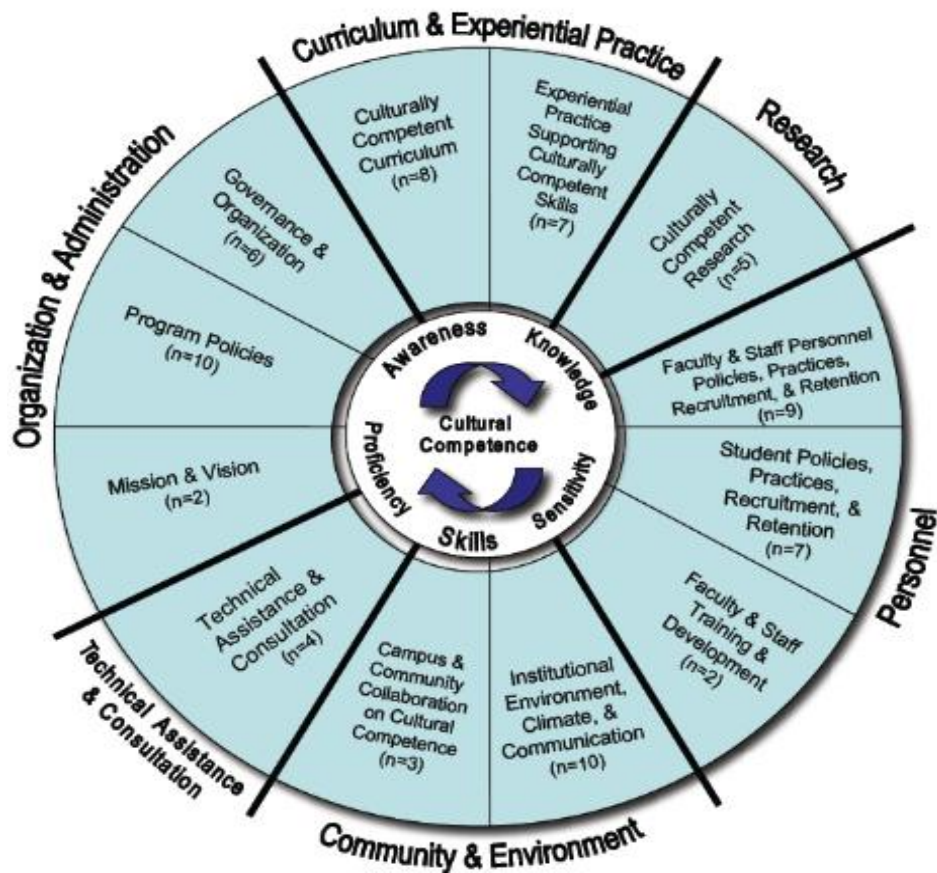 Curriculum & Experiential Practice
Culturally
Competent
Curriculum
(n=8)
Experiential
Practice
Supporting
Culturally
Competent
Skills
(n=7)
Research
Culturally
Competent
Research
(n=5)
Personnel
Faculty & Staff Personnel
Policies, Practices,
Recruitment, & Retention
(n=9)
Student Policies,
Practices,
Recruitment, &
Retention
(n=7)
Faculty & Staff
Training &
Development
(n=2)
Community & Environment
Institutional
Environment,
Climate, &
Communication
(n=10)
Campus &
Community
Collaboration
on Cultural
Competence
(n=3)
Technical Assistance
& Consultation
Technical
Assistance &
Consultation
(n=4)
Organization & Administration
Mission & Vision
(n=2)
Program Policies
(n=10)
Governance &
Organization
(n=6)
Awareness
Knowledge
Sensitivity
Skills
Proficiency
Cultural
Competence